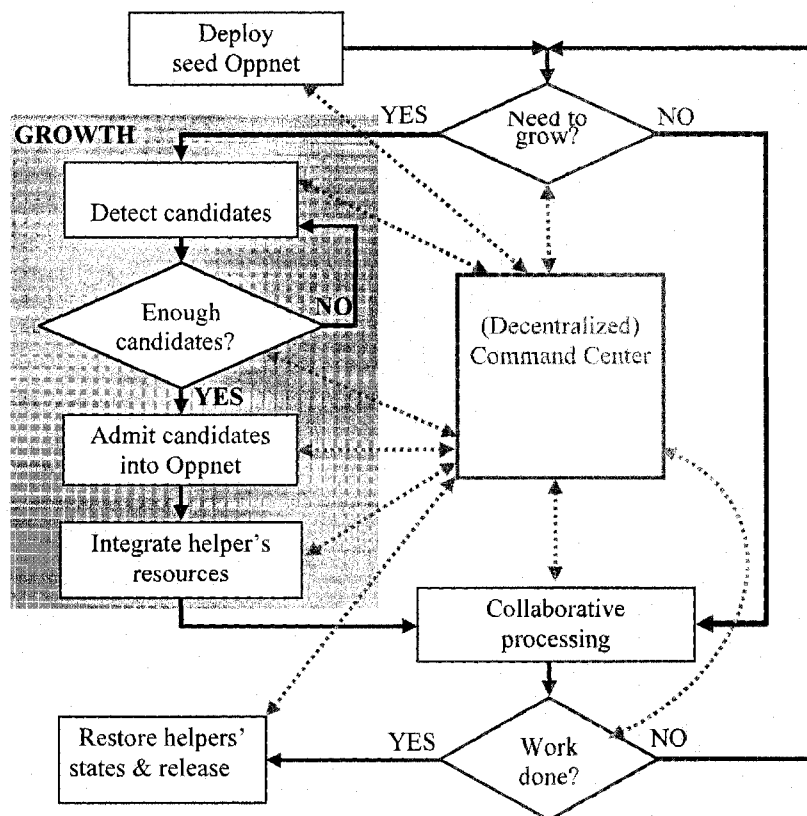 Deploy
seed Oppnet
YES
Need to
grow?
NO
GROWTH
Detect candidates
Enough
candidates?
NO
(Decentralized)
Command Center
YES
Admit candidates
into Oppnet
Integrate helper's
resources
Collaborative
processing
Restore helpers'
states & release
YES
Work
done?
NO